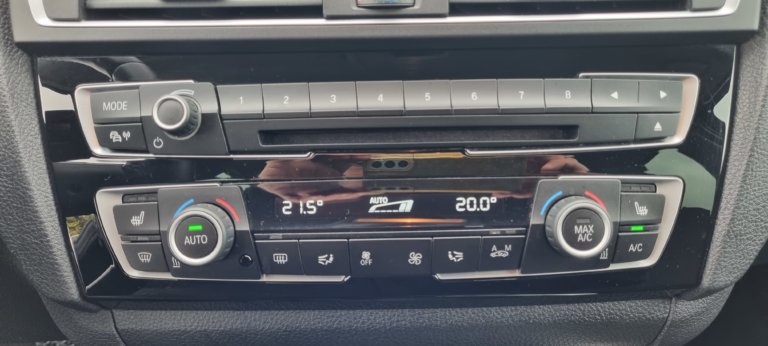 MODE 1 2 3 4 5 6 7 8
21.5° AUTO 20.0°
AUTO MAX A/C
OFF A M A/C